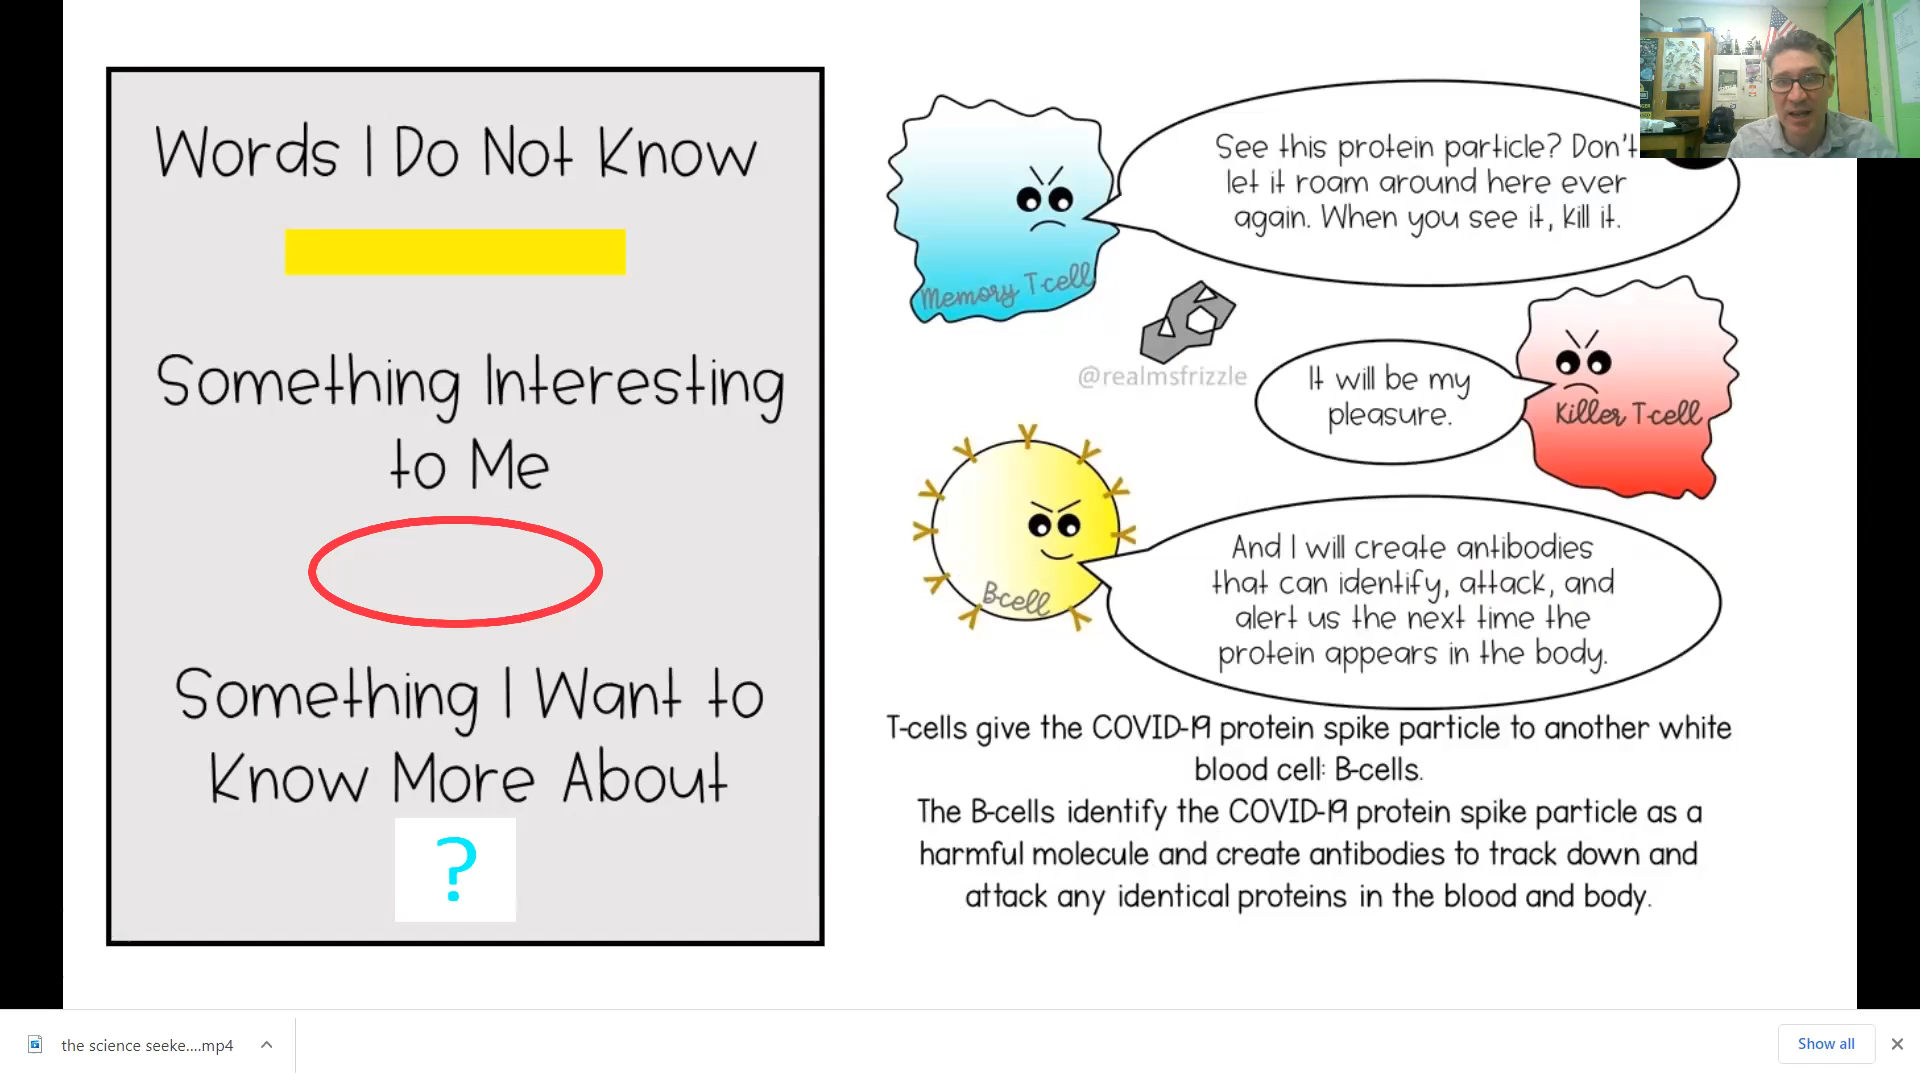 Words I Do Not Know
Something Interesting
to Me
Something I Want to
Know More About
?
See this protein particle? Don't
let it roam around here ever
again. When you see it, kill it.
Memory T-cell
@realmsfrizzle
It will be my
pleasure.
Killer T-cell
And I will create antibodies
that can identify, attack, and
alert us the next time the
protein appears in the body.
B-cell
T-cells give the COVID-19 protein spike particle to another white
blood cell: B-cells.
The B-cells identify the COVID-19 protein spike particle as a
harmful molecule and create antibodies to track down and
attack any identical proteins in the blood and body.
the science seeke....mp4
Show all